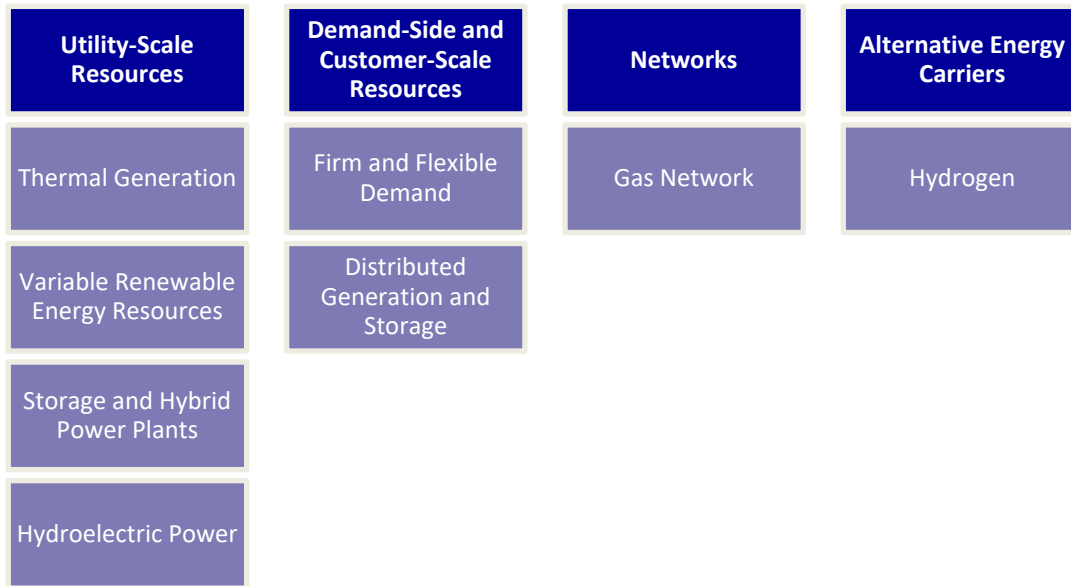 Utility-Scale
Resources
Thermal Generation
Variable Renewable
Energy Resources
Storage and Hybrid
Power Plants
Hydroelectric Power
Demand-Side and
Customer-Scale
Resources
Firm and Flexible
Demand
Distributed
Generation and
Storage
Networks
Gas Network
Alternative Energy
Carriers
Hydrogen